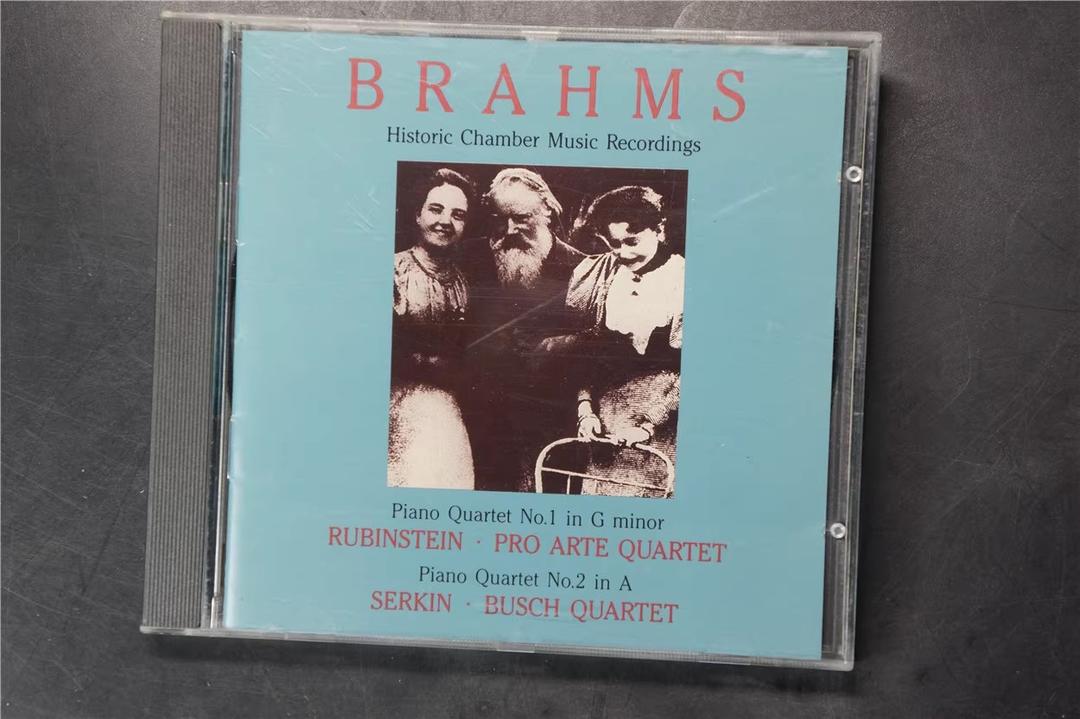 BRAHMS
Historic Chamber Music Recordings
Piano Quartet No.1 in G minor
RUBINSTEIN · PRO ARTE QUARTET
Piano Quartet No.2 in A
SERKIN · BUSCH QUARTET